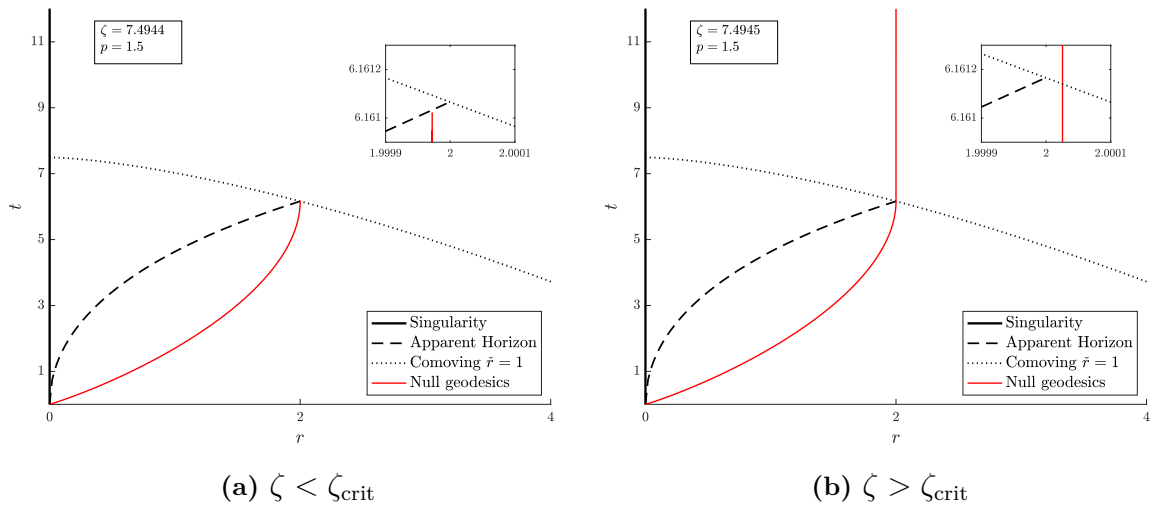 ζ = 7.4944
p = 1.5
11
9
7
5
3
1
t
0
2
4
r
6.1612
6.161
1.9999
2
2.0001
Singularity
Apparent Horizon
Comoving ř = 1
Null geodesics
(a) ζ < ζcrit
ζ = 7.4945
p = 1.5
11
9
7
5
3
1
t
0
2
4
r
6.1612
6.161
1.9999
2
2.0001
Singularity
Apparent Horizon
Comoving ř = 1
Null geodesics
(b) ζ > ζcrit